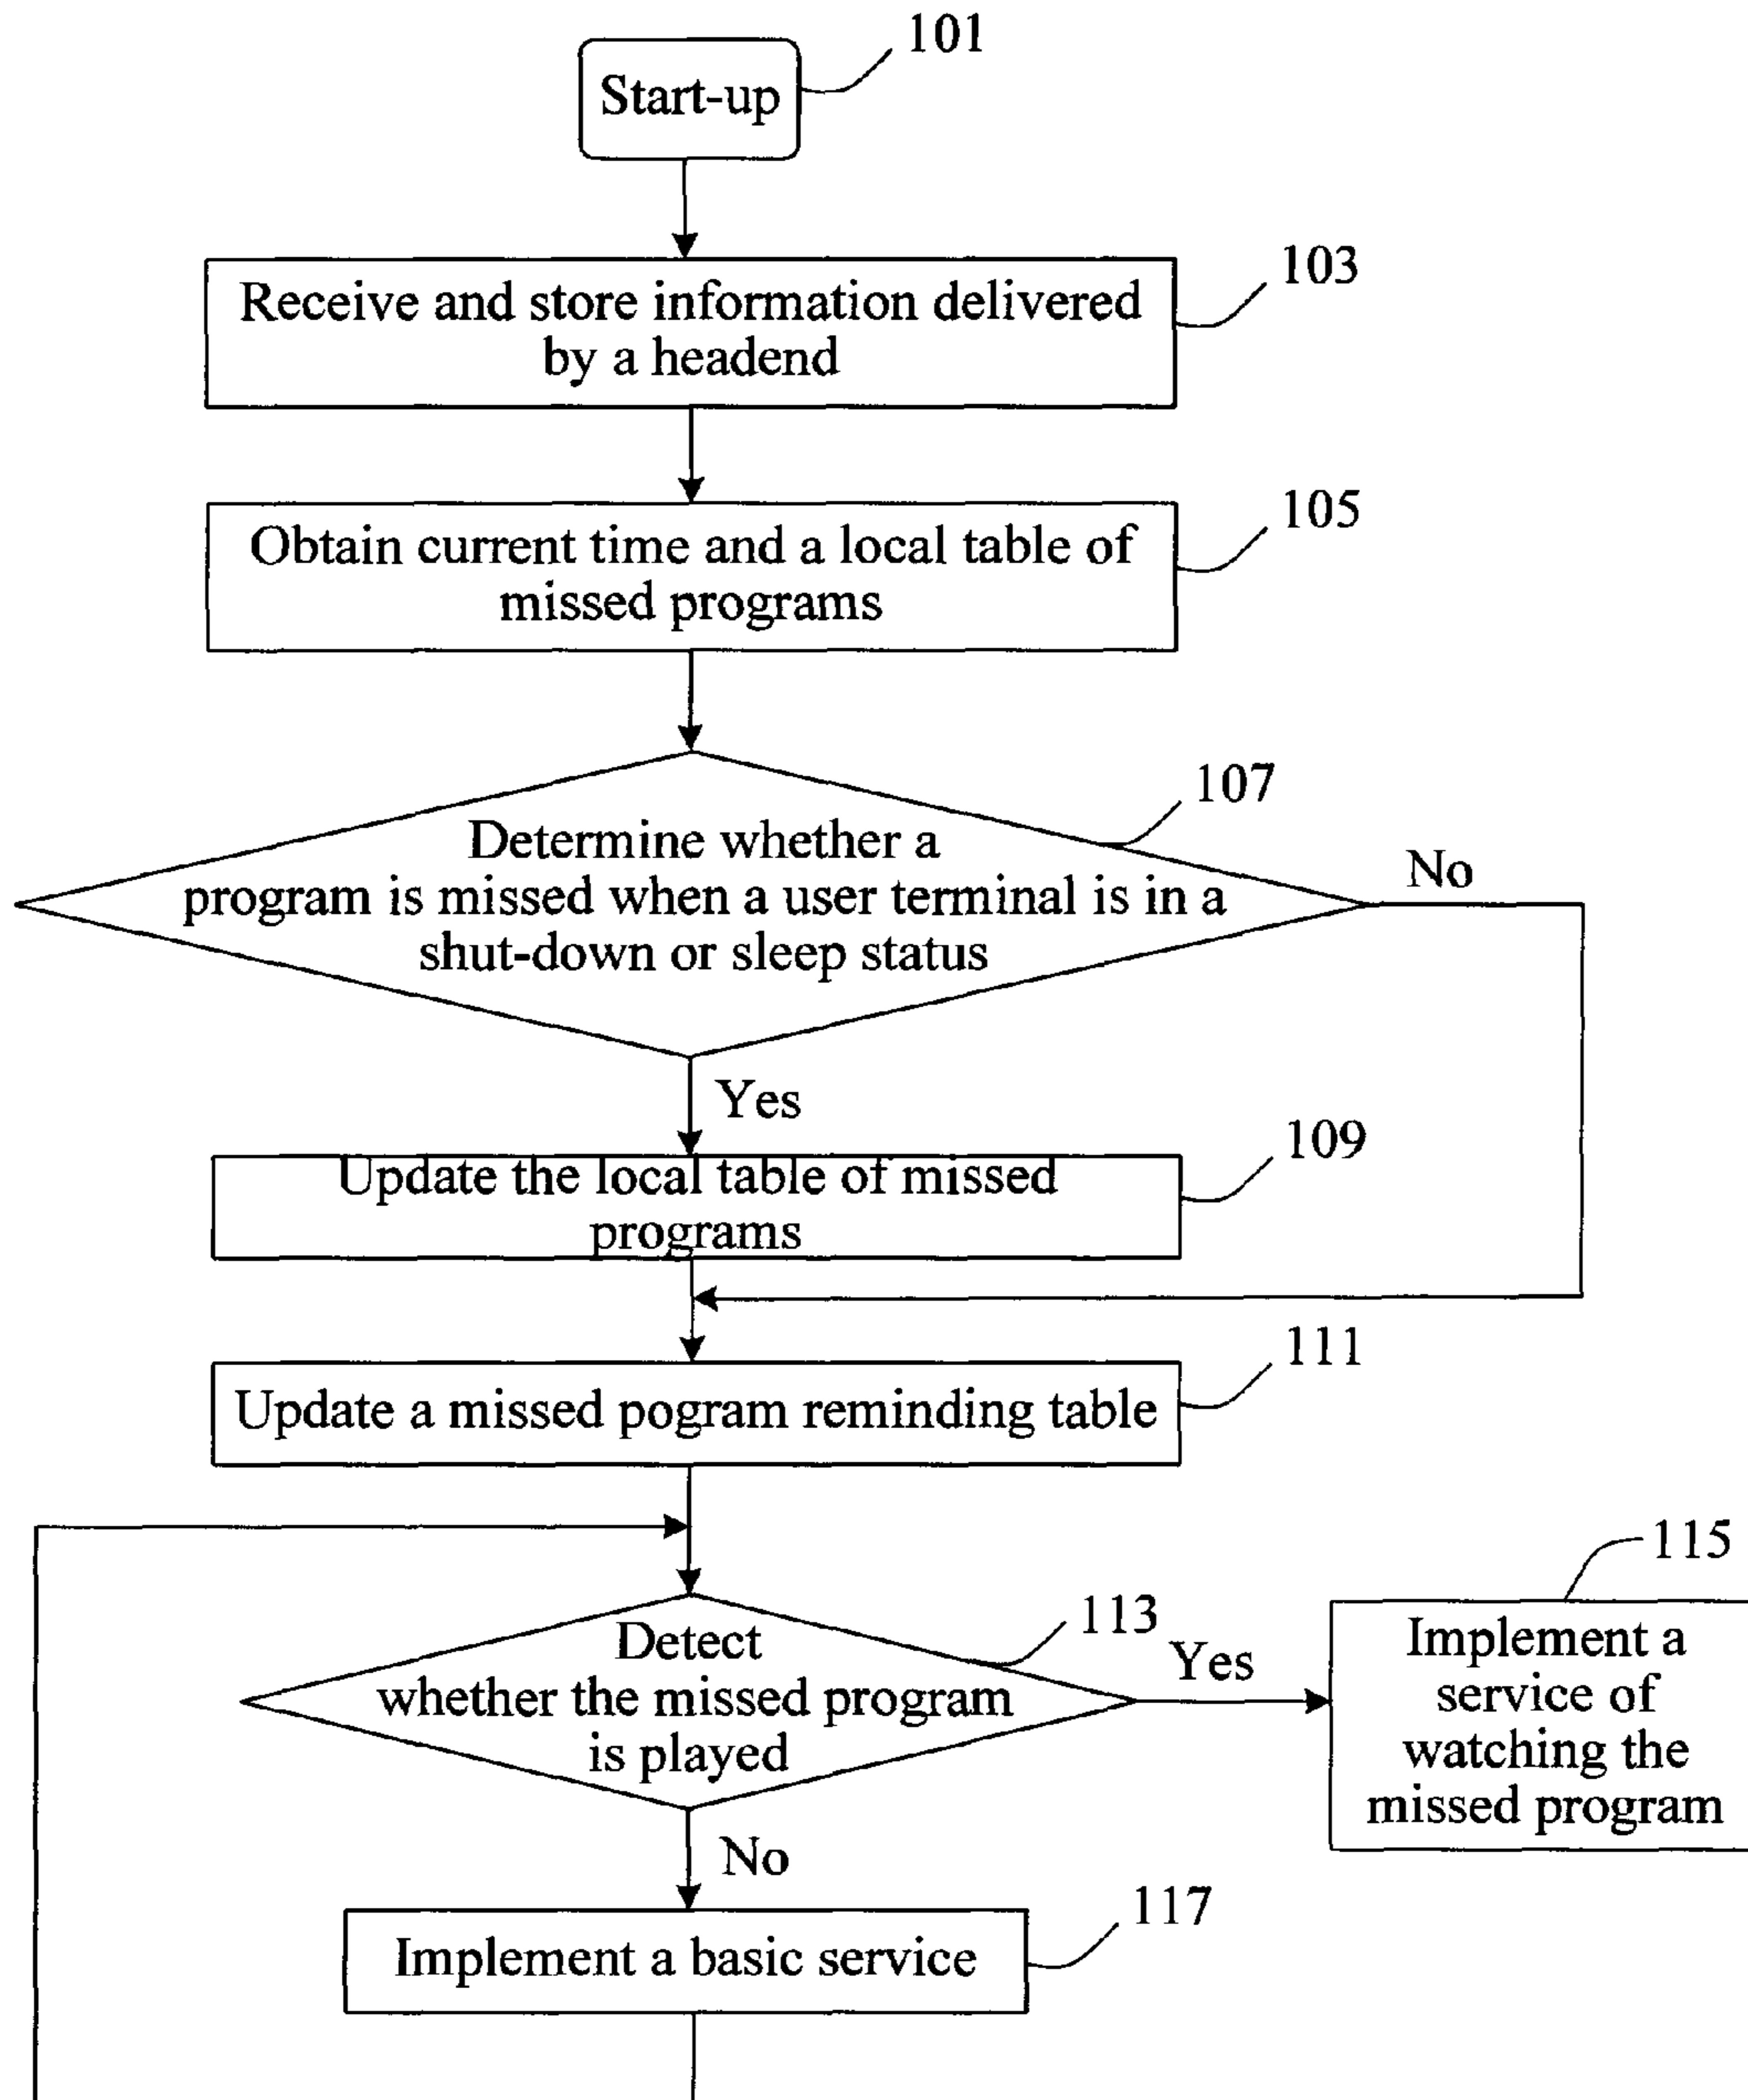 101
Start-up
103
Receive and store information delivered
by a headend
105
Obtain current time and a local table of
missed programs
107
Determine whether a
program is missed when a user terminal is in a
shut-down or sleep status
No
Yes
109
Update the local table of missed
programs
111
Update a missed pogram reminding table
113
Detect
whether the missed program
is played
Yes
115
Implement a
service of
watching the
missed program
No
117
Implement a basic service